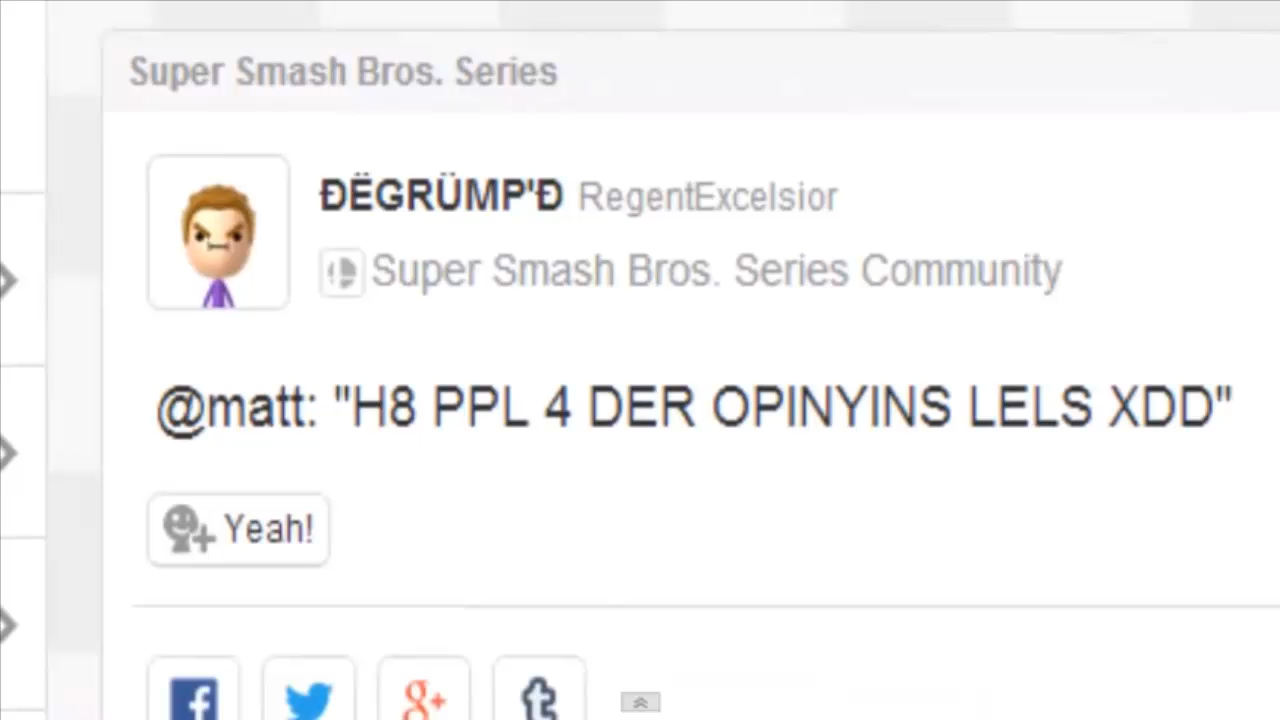 Super Smash Bros. Series
ÐËGRÜMP'Ð RegentExcelsior
Super Smash Bros. Series Community
@matt: "H8 PPL 4 DER OPINYINS LELS XDD"
Yeah!
f
g+
t